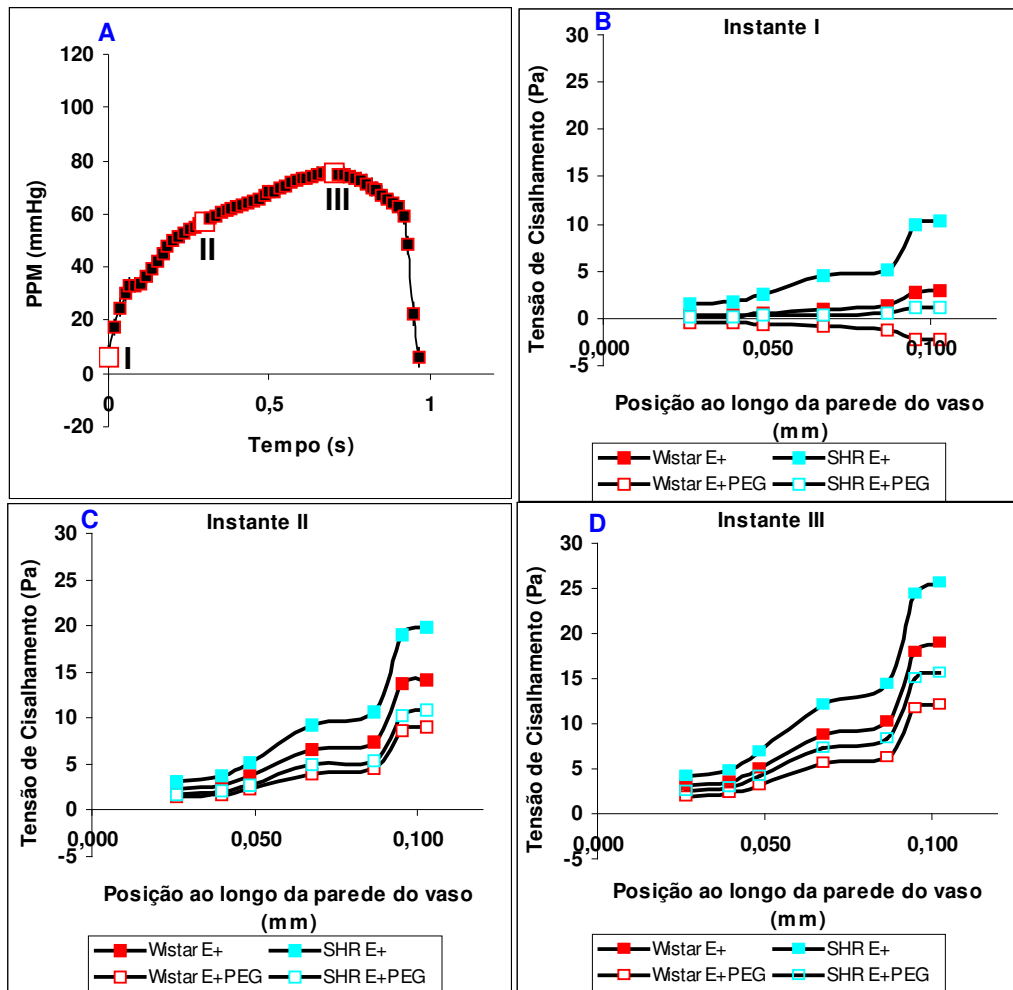 A
120
100
80
60
40
20
0
-20
PPM (mmHg)
I
II
III
0
0,5
1
Tempo (s)
B
Instante I
30
25
20
15
10
5
0
-5
Tensão de Cisalhamento (Pa)
0,000
0,050
0,100
Posição ao longo da parede do vaso
(mm)
Wistar E+
SHR E+
Wistar E+PEG
SHR E+PEG
C
Instante II
30
25
20
15
10
5
0
-5
Tensão de Cisalhamento (Pa)
0,000
0,050
0,100
Posição ao longo da parede do vaso
(mm)
Wistar E+
SHR E+
Wistar E+PEG
SHR E+PEG
D
Instante III
30
25
20
15
10
5
0
-5
Tensão de Cisalhamento (Pa)
0,000
0,050
0,100
Posição ao longo da parede do vaso
(mm)
Wistar E+
SHR E+
Wistar E+PEG
SHR E+PEG